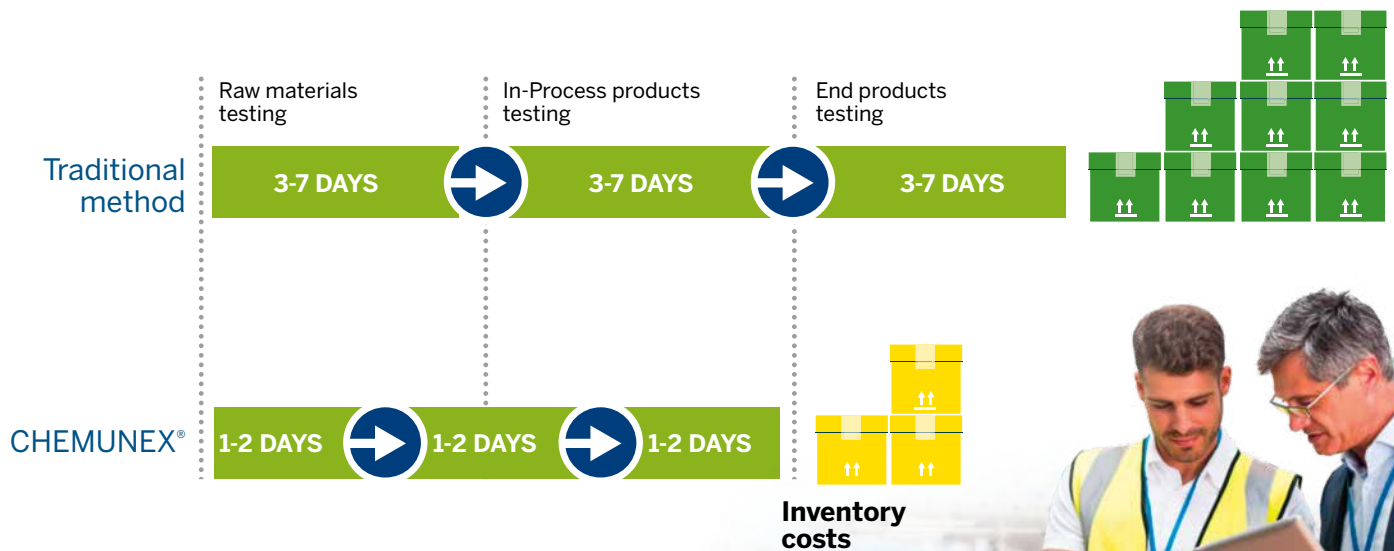 Raw materials
testing
In-Process products
testing
End products
testing
Traditional
method
3-7 DAYS
3-7 DAYS
3-7 DAYS
CHEMUNEX®
1-2 DAYS
1-2 DAYS
1-2 DAYS
Inventory
costs